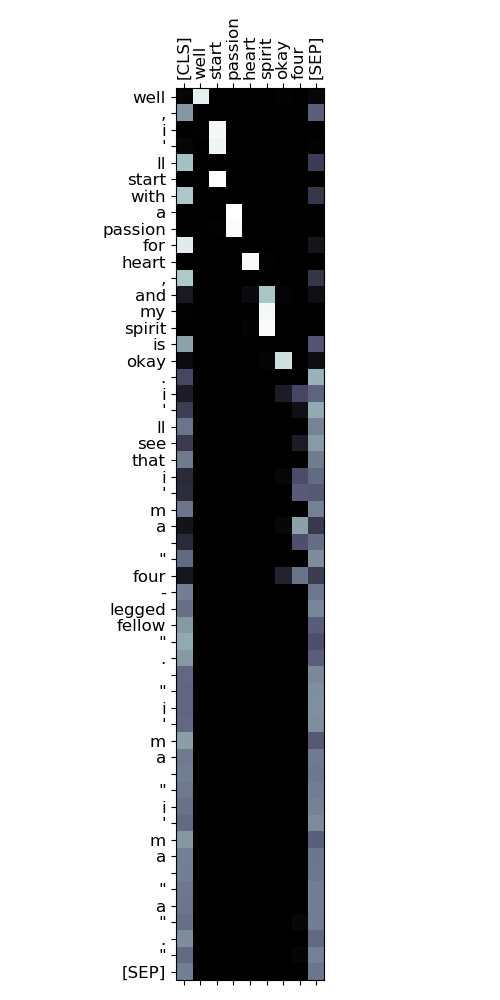 [CLS]
well
start
passion
heart
spirit
okay
four
[SEP]
well
,
i
'
ll
start
with
a
passion
for
heart
,
and
my
spirit
is
okay
.
i
'
ll
see
that
i
'
m
a
"
four
-
legged
fellow
"
.
"
i
'
m
a
"
i
'
m
a
"
a
"
.
"
[SEP]